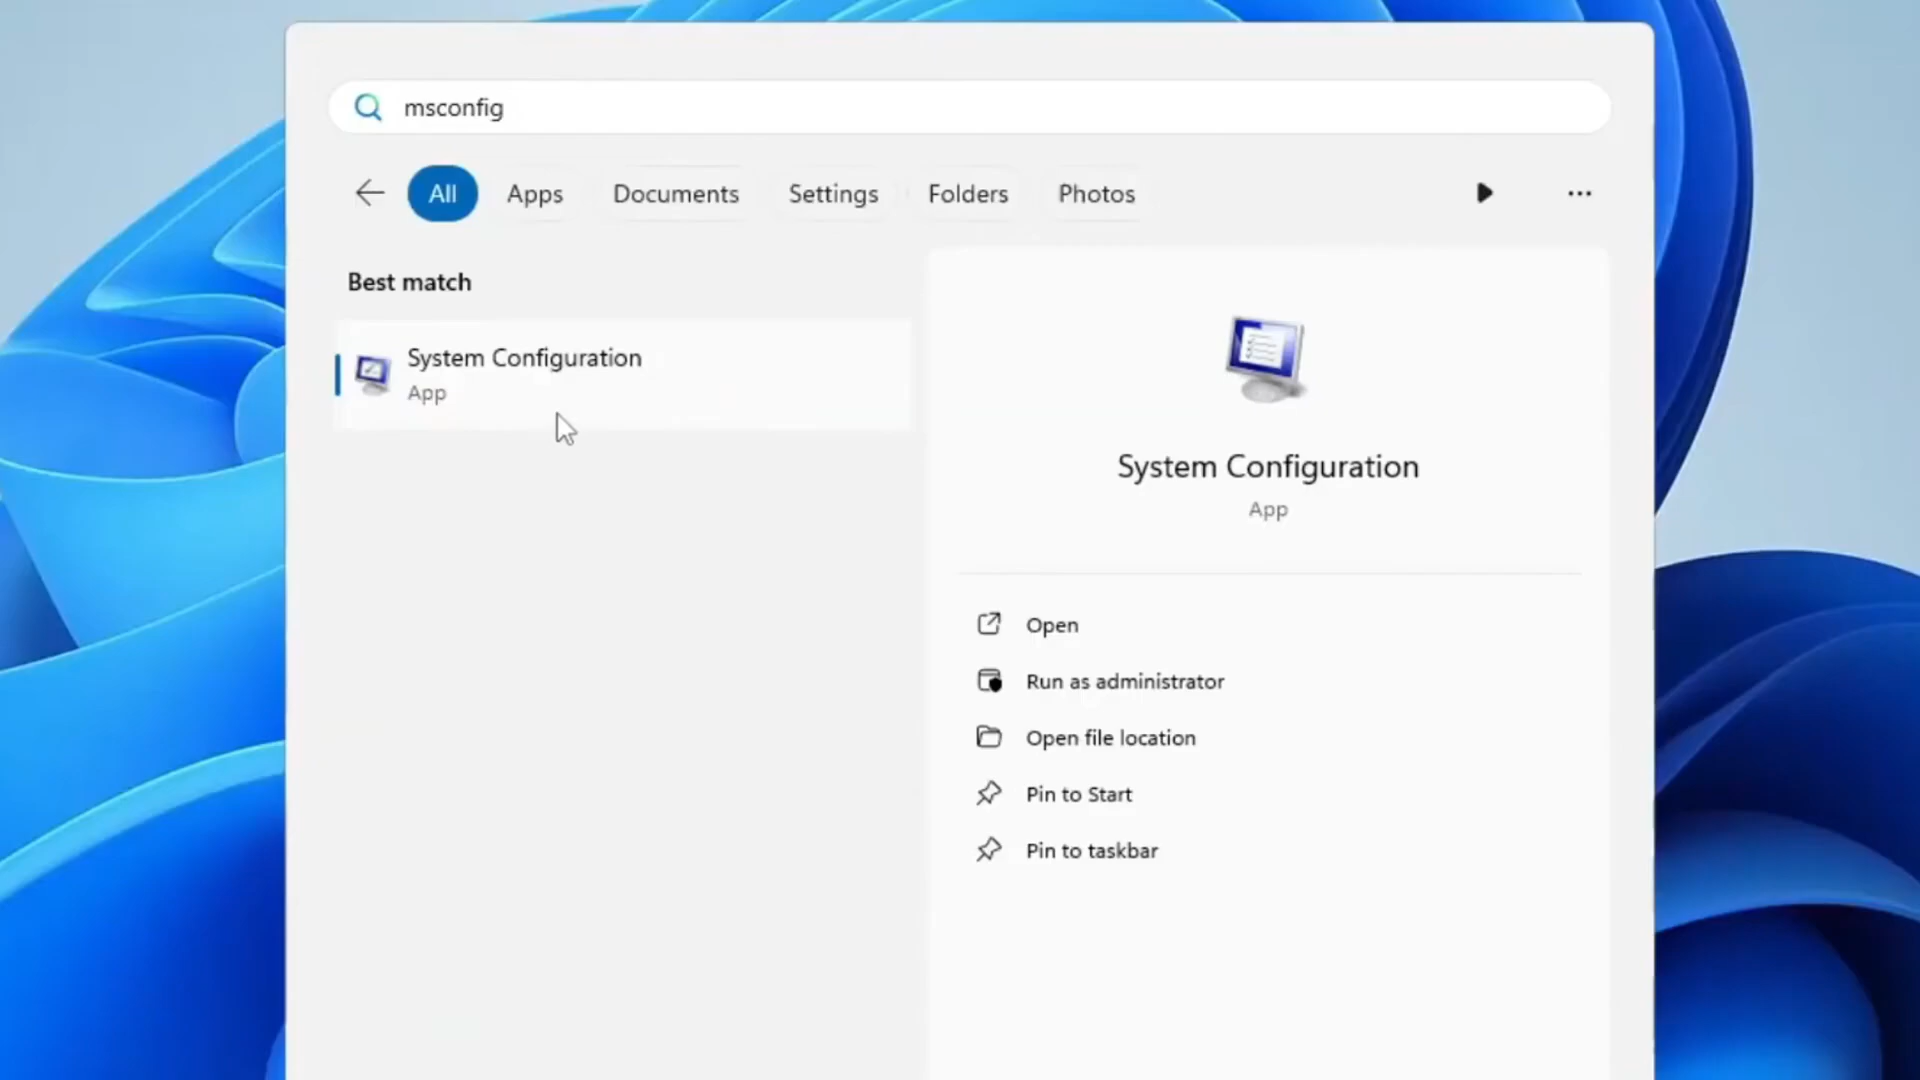 msconfig
All Apps Documents Settings Folders Photos
Best match
System Configuration
App
System Configuration
App
Open
Run as administrator
Open file location
Pin to Start
Pin to taskbar